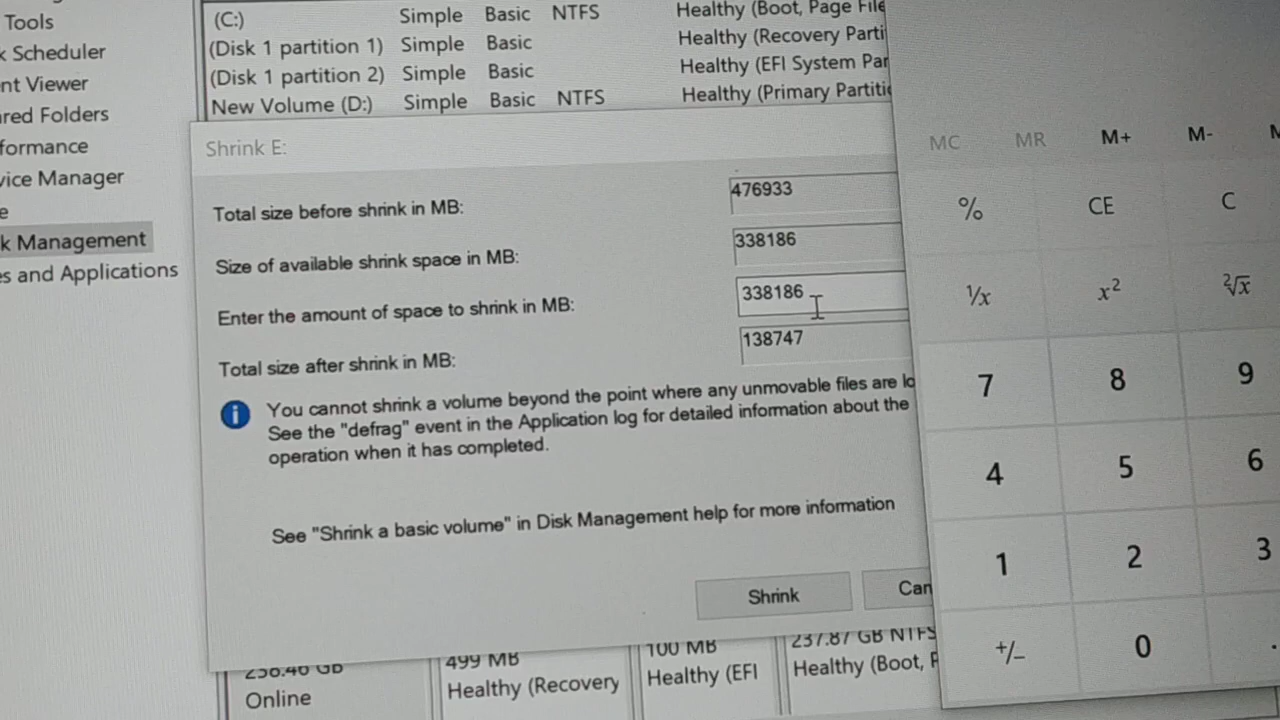 Tools
k Scheduler
nt Viewer
ared Folders
formance
vice Manager
e
k Management
es and Applications
(C:) Simple Basic NTFS Healthy (Boot, Page File
(Disk 1 partition 1) Simple Basic Healthy (Recovery Parti
(Disk 1 partition 2) Simple Basic Healthy (EFI System Par
New Volume (D:) Simple Basic NTFS Healthy (Primary Partitic
Shrink E:
Total size before shrink in MB: 476933
Size of available shrink space in MB: 338186
Enter the amount of space to shrink in MB: 338186
Total size after shrink in MB: 138747
You cannot shrink a volume beyond the point where any unmovable files are lo
See the "defrag" event in the Application log for detailed information about the
operation when it has completed.
See "Shrink a basic volume" in Disk Management help for more information
Shrink Can
GB
Online
499 MB
Healthy (Recovery
100 MB
Healthy (EFI
237.87 GB NTFS
Healthy (Boot, P
MC MR M+ M- M
% CE C
1/x x² ²√x
7 8 9
4 5 6
1 2 3
+/- 0 .